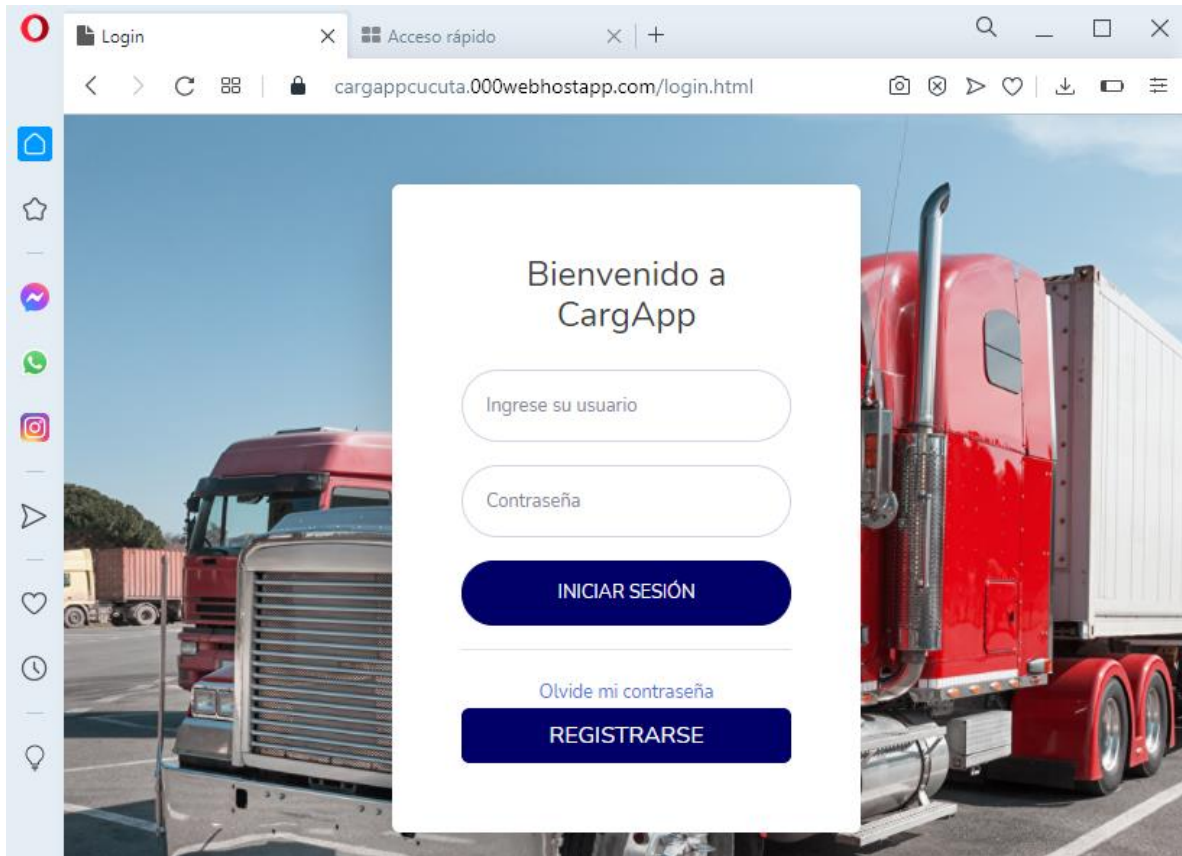 Login
Acceso rápido
cargappcucuta.000webhostapp.com/login.html
Bienvenido a
CargApp
Ingrese su usuario
Contraseña
INICIAR SESIÓN
Olvide mi contraseña
REGISTRARSE